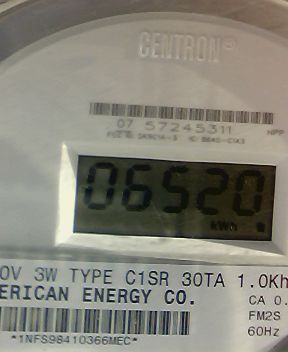 CENTRON®
07 57245311
06520
kWh
0V 3W TYPE C1SR 30TA 1.0Kh
ERICAN ENERGY CO.
CA 0.
FM2S
60Hz
*1NFS98410366MEC*